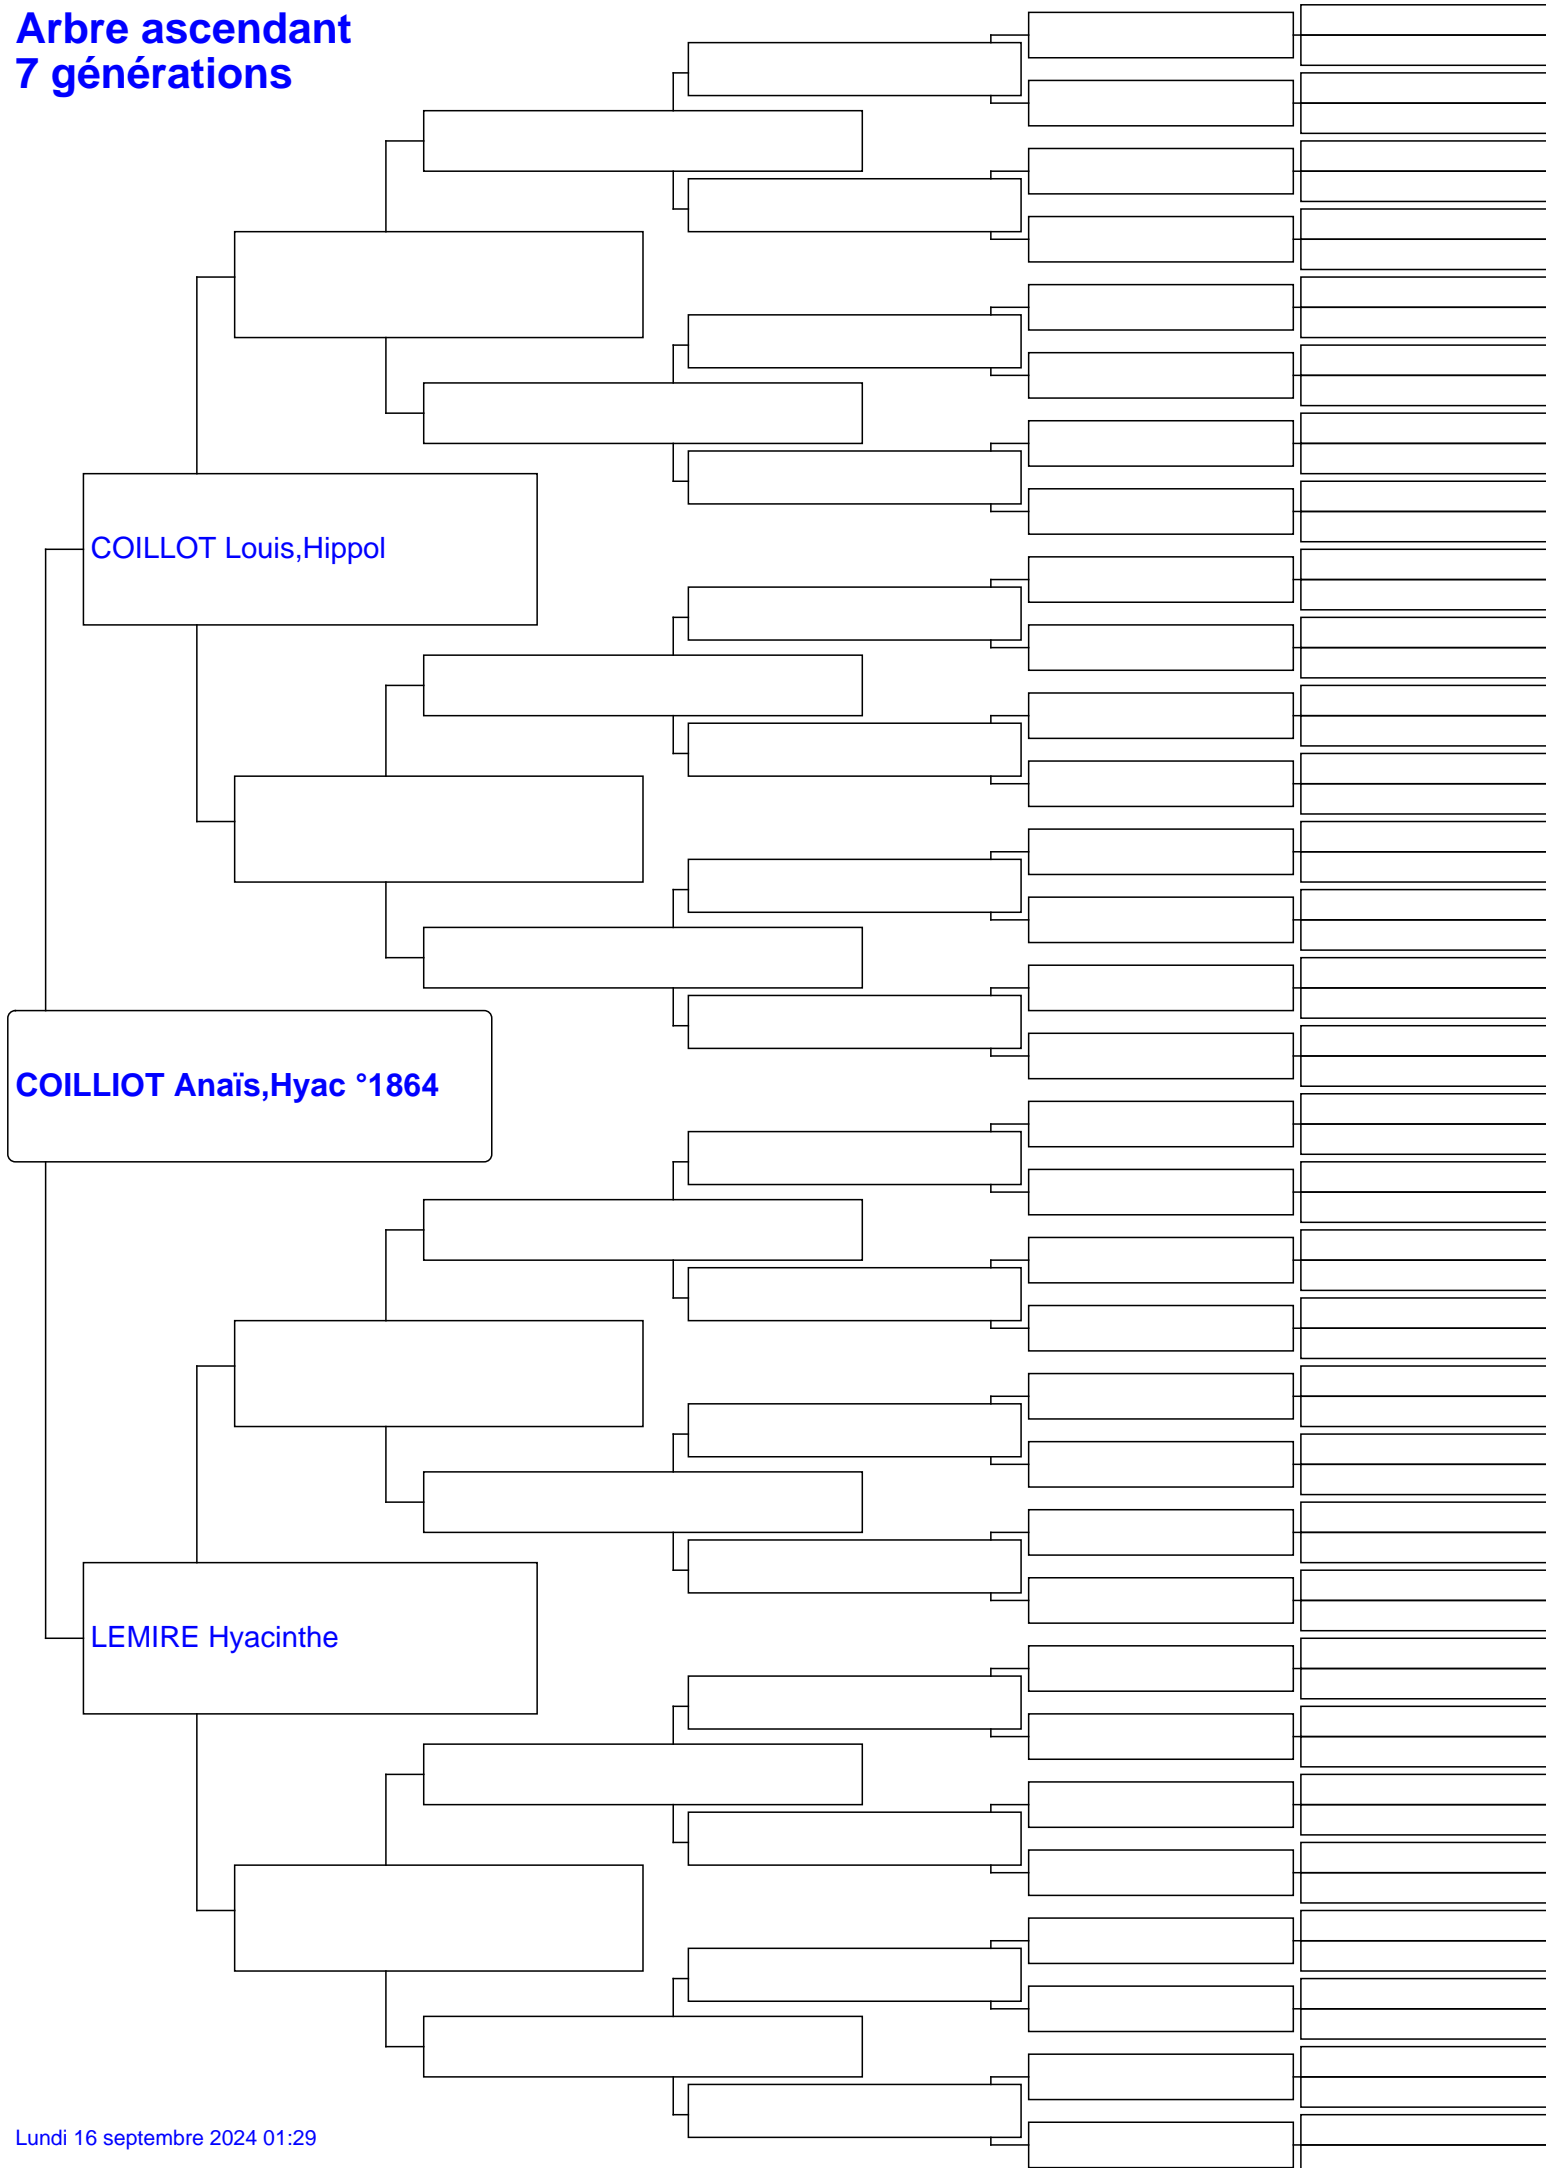 Arbre ascendant
7 générations
COILLOT Louis,Hippol
COILLIOT Anaïs,Hyac °1864
LEMIRE Hyacinthe
Lundi 16 septembre 2024 01:29